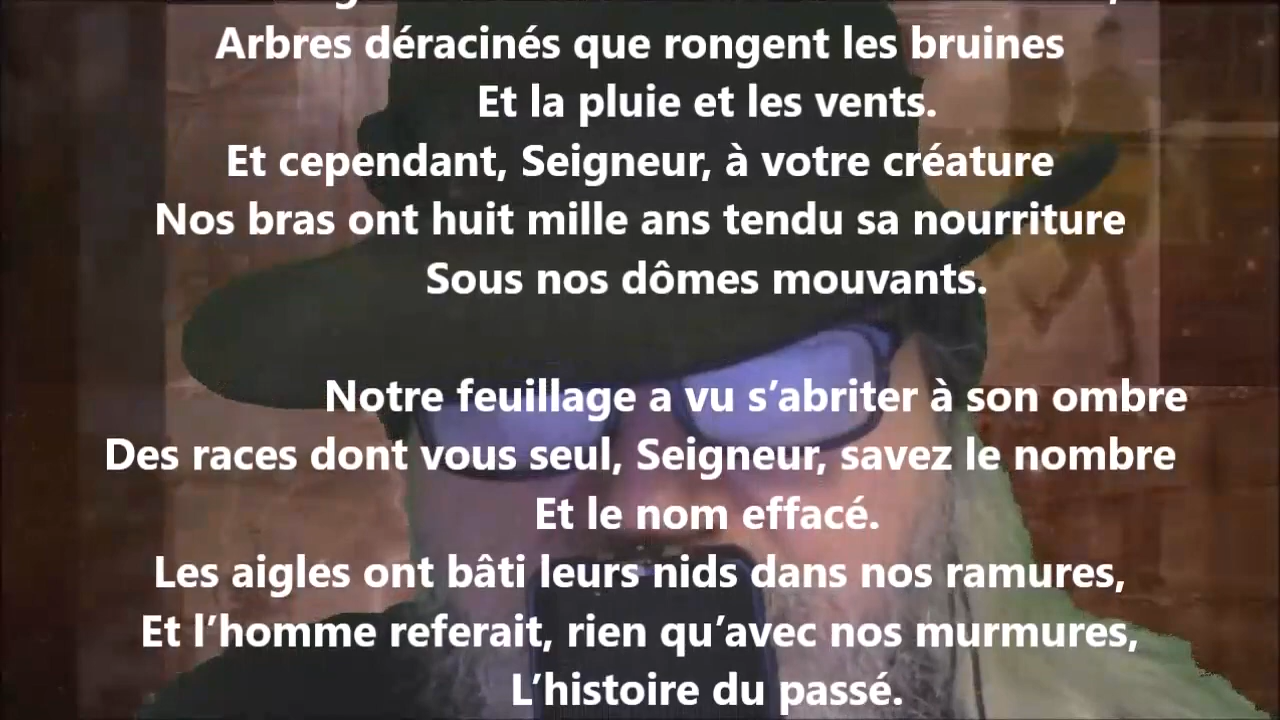 Arbres déracinés que rongent les bruines
Et la pluie et les vents.
Et cependant, Seigneur, à votre créature
Nos bras ont huit mille ans tendu sa nourriture
Sous nos dômes mouvants.
Notre feuillage a vu s’abriter à son ombre
Des races dont vous seul, Seigneur, savez le nombre
Et le nom effacé.
Les aigles ont bâti leurs nids dans nos ramures,
Et l’homme referait, rien qu’avec nos murmures,
L’histoire du passé.